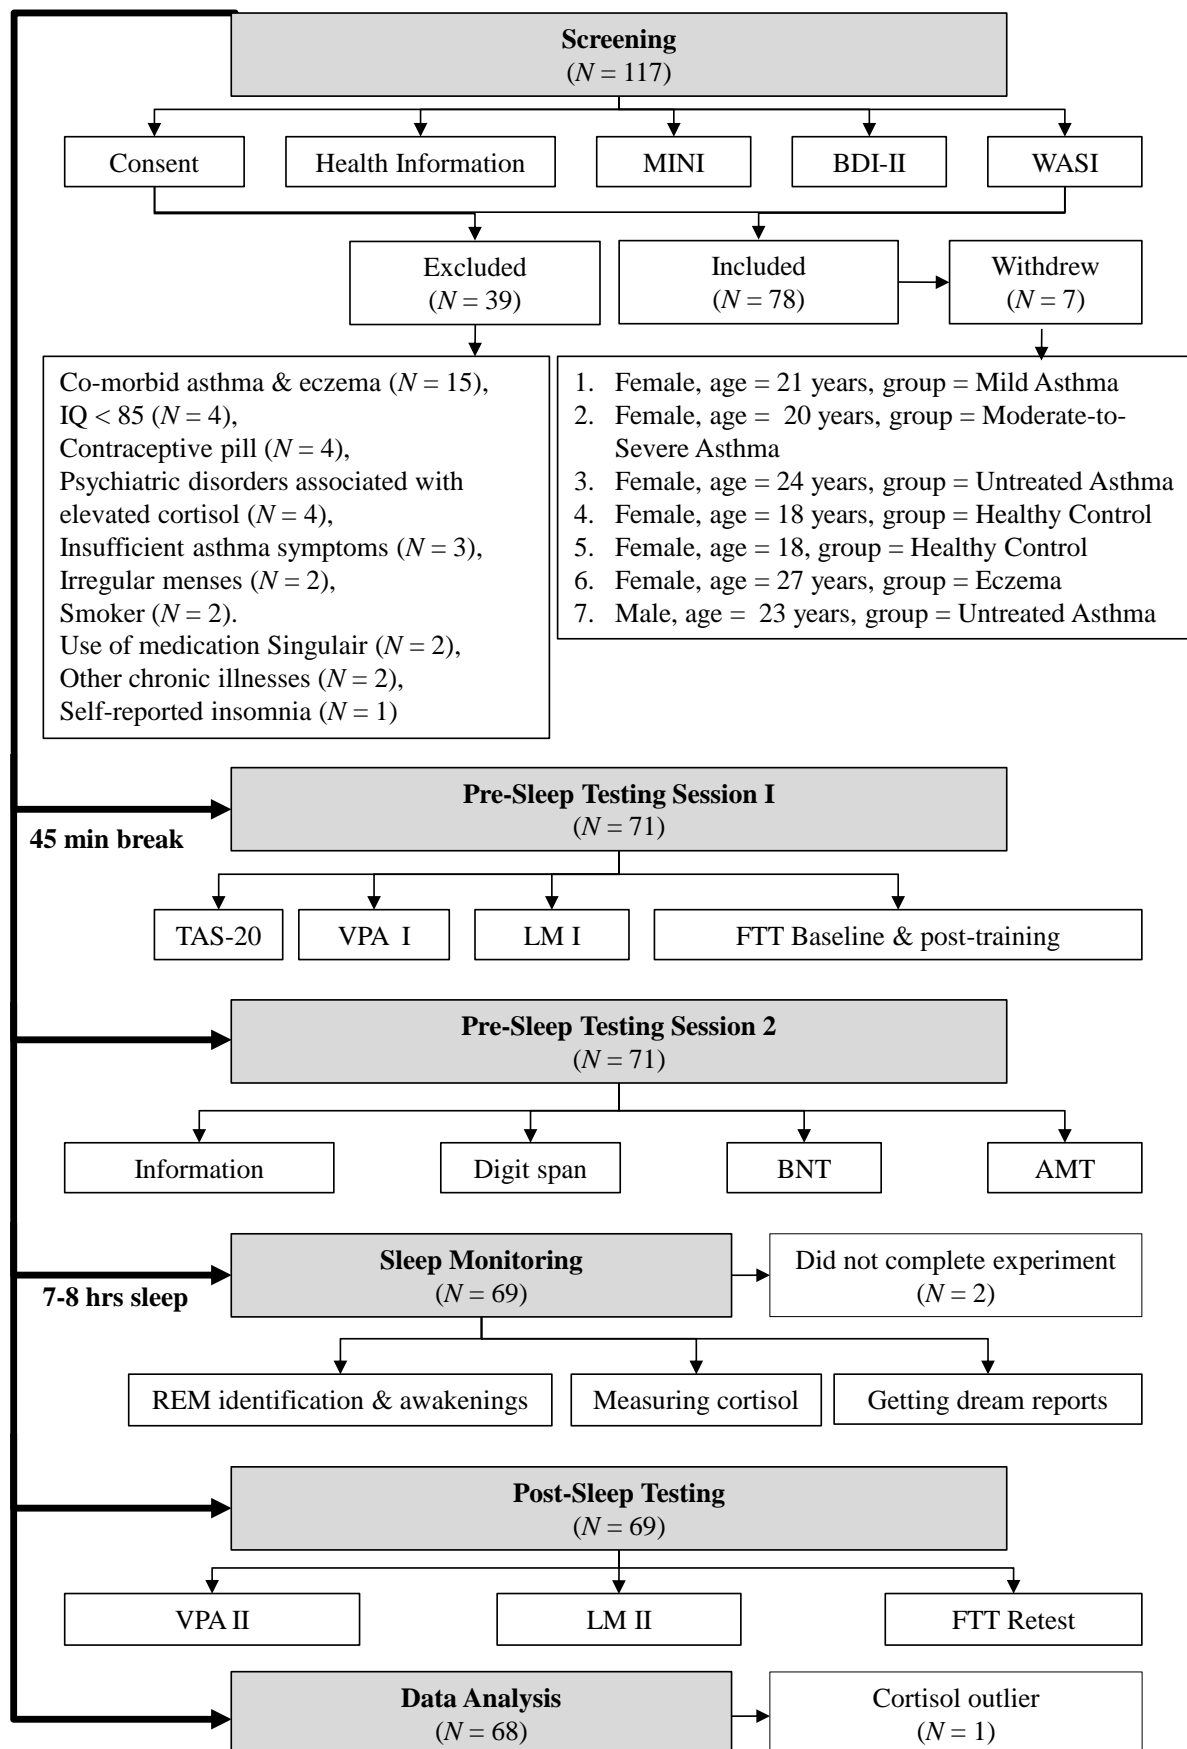 Screening
(N = 117)
Consent
Health Information
MINI
BDI-II
WASI
Excluded
(N = 39)
Included
(N = 78)
Withdrew
(N = 7)
Co-morbid asthma & eczema (N = 15),
IQ < 85 (N = 4),
Contraceptive pill (N = 4),
Psychiatric disorders associated with
elevated cortisol (N = 4),
Insufficient asthma symptoms (N = 3),
Irregular menses (N = 2),
Smoker (N = 2).
Use of medication Singulair (N = 2),
Other chronic illnesses (N = 2),
Self-reported insomnia (N = 1)
1. Female, age = 21 years, group = Mild Asthma
2. Female, age = 20 years, group = Moderate-to-
Severe Asthma
3. Female, age = 24 years, group = Untreated Asthma
4. Female, age = 18 years, group = Healthy Control
5. Female, age = 18, group = Healthy Control
6. Female, age = 27 years, group = Eczema
7. Male, age = 23 years, group = Untreated Asthma
Pre-Sleep Testing Session I
(N = 71)
45 min break
TAS-20
VPA I
LM I
FTT Baseline & post-training
Pre-Sleep Testing Session 2
(N = 71)
Information
Digit span
BNT
AMT
Sleep Monitoring
(N = 69)
Did not complete experiment
(N = 2)
7-8 hrs sleep
REM identification & awakenings
Measuring cortisol
Getting dream reports
Post-Sleep Testing
(N = 69)
VPA II
LM II
FTT Retest
Data Analysis
(N = 68)
Cortisol outlier
(N = 1)